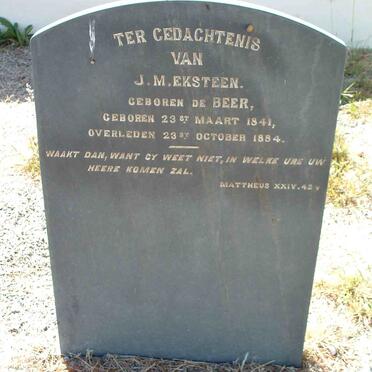 TER GEDACHTENIS
VAN
J. M. EKSTEEN.
GEBOREN DE BEER,
GEBOREN 23ST MAART 1841,
OVERLEDEN 23ST OCTOBER 1884.
WAAKT DAN, WANT GY WEET NIET, IN WELKE URE UW
HEERE KOMEN ZAL.
MATTHEUS XXIV. 42 v